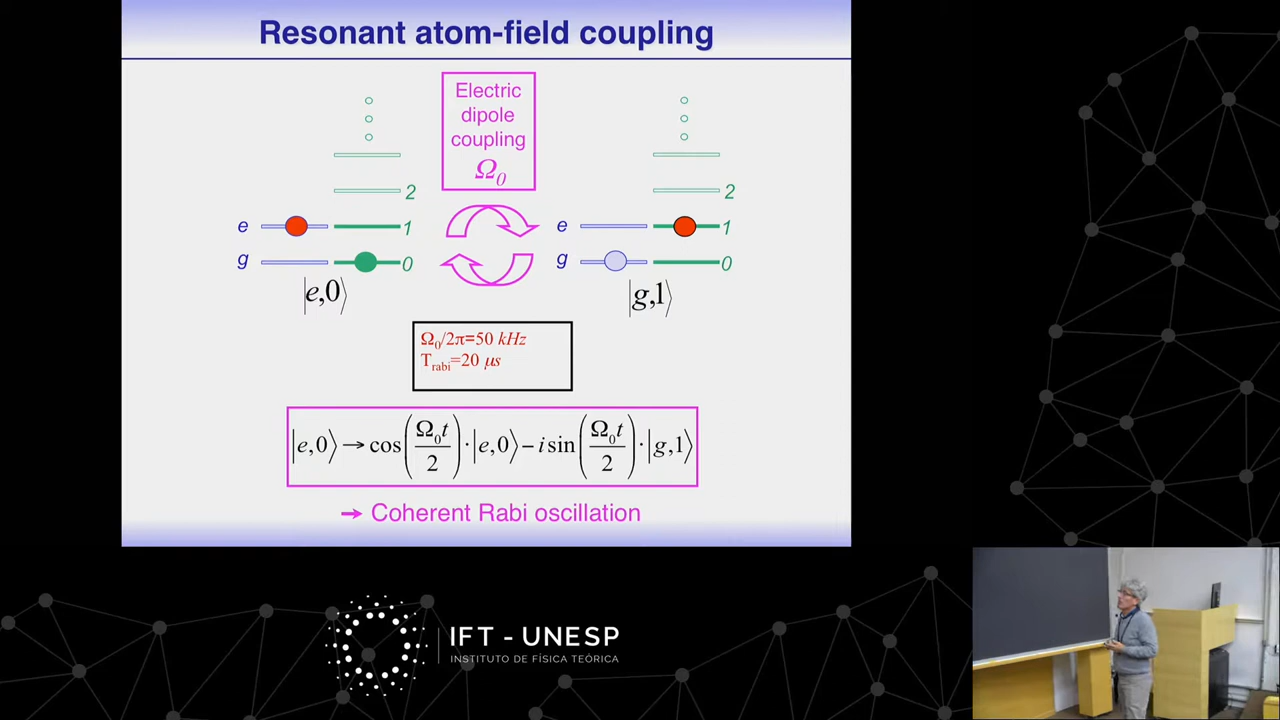 Resonant atom-field coupling
Electric
dipole
coupling
Ω₀
2
e
1
g
0
|e,0⟩
2
e
1
g
0
|g,1⟩
Ω₀/2π=50 kHz
Trabi=20 μs
|e,0⟩→cos(Ω₀t/2)·|e,0⟩−i sin(Ω₀t/2)·|g,1⟩
→ Coherent Rabi oscillation
IFT - UNESP
INSTITUTO DE FÍSICA TEÓRICA